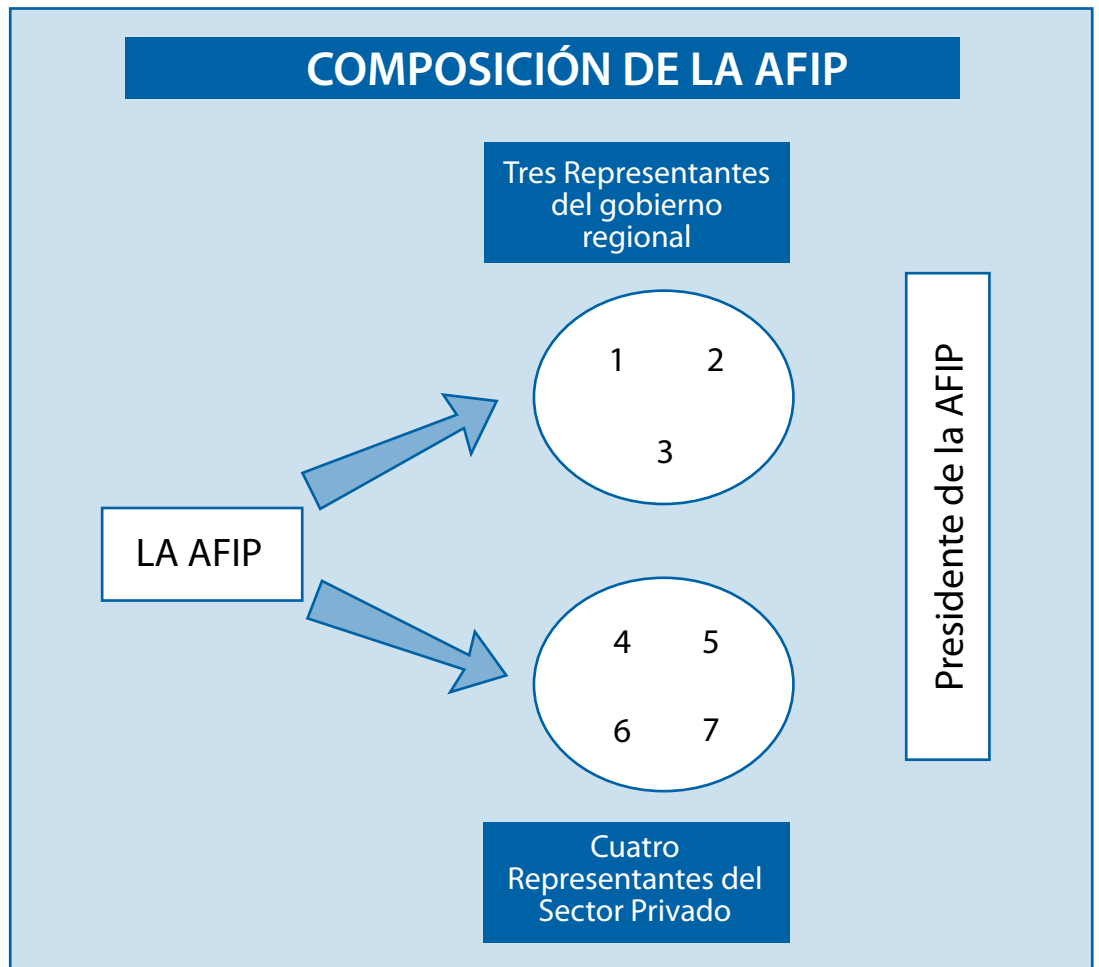 COMPOSICIÓN DE LA AFIP
Tres Representantes
del gobierno
regional
1 2
3
LA AFIP
4 5
6 7
Cuatro
Representantes del
Sector Privado
Presidente de la AFIP